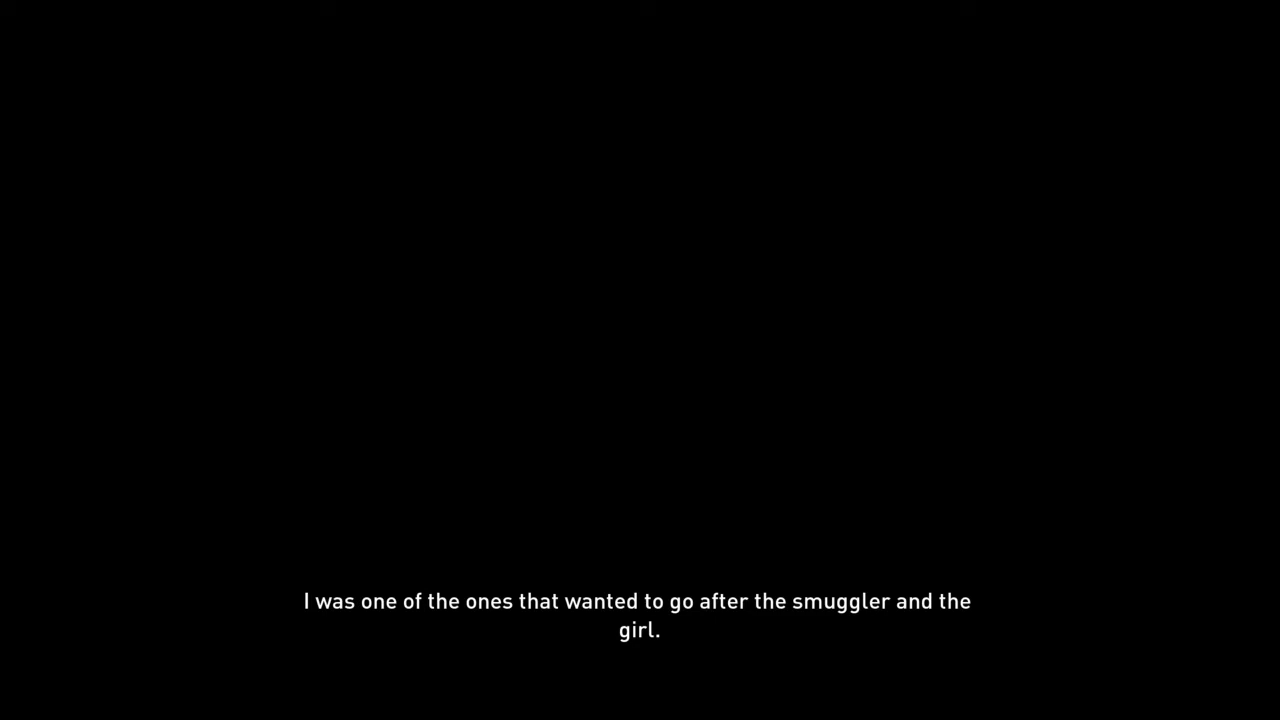 I was one of the ones that wanted to go after the smuggler and the
girl.